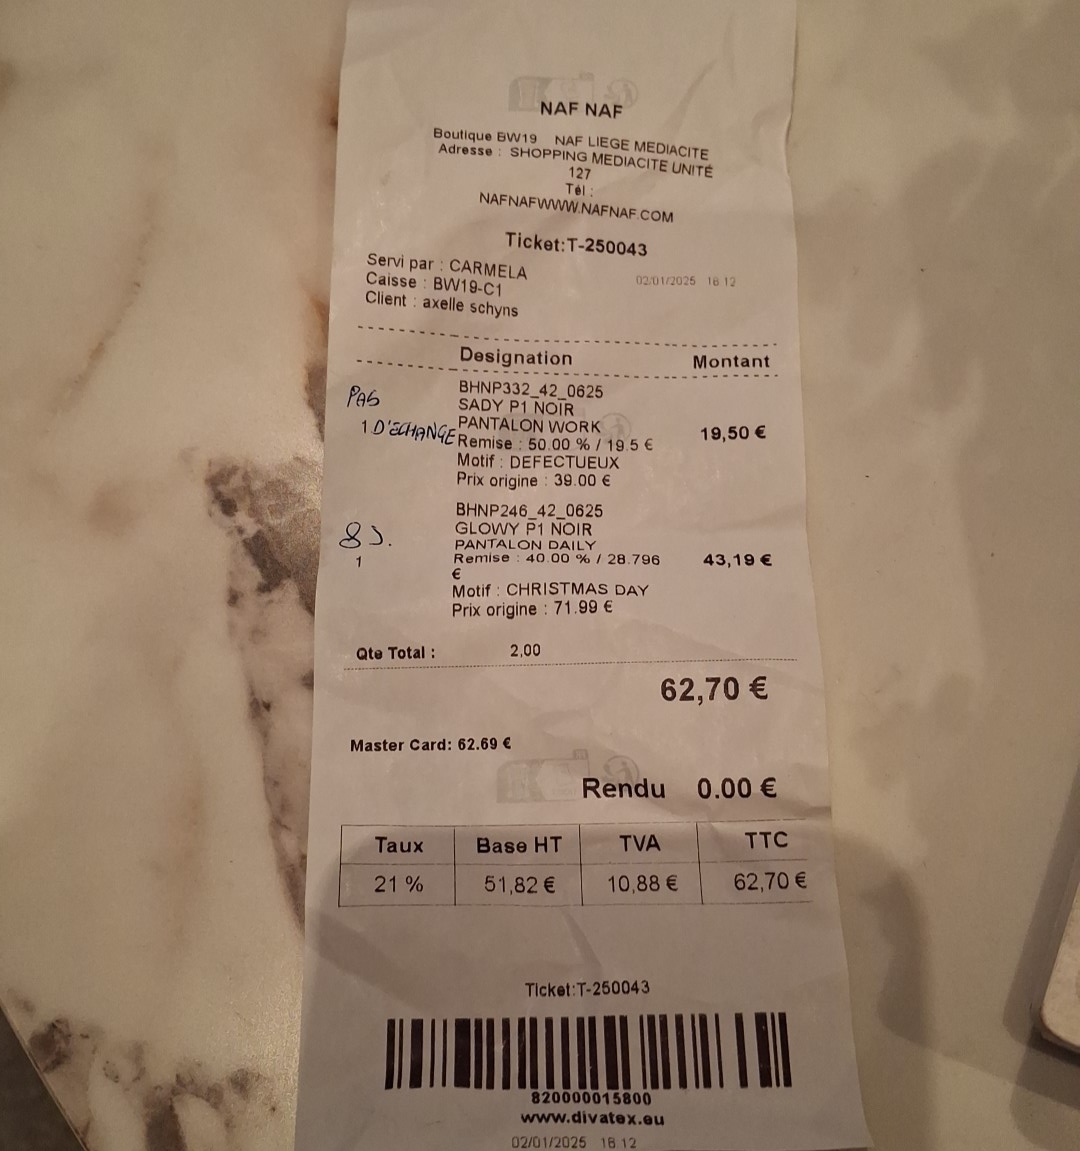 NAF NAF
Boutique BW19 NAF LIEGE MEDIACITE
Adresse : SHOPPING MEDIACITE UNITÉ
127
Tél :
NAFNAFWWW.NAFNAF.COM
Ticket:T-250043
Servi par : CARMELA
02/01/2025 16 12
Caisse : BW19-C1
Client : axelle schyns
Designation Montant
BHNP332_42_0625
PAS SADY P1 NOIR
1 D'ECHANGE PANTALON WORK 19,50 €
Remise : 50.00 % / 19.5 €
Motif : DEFECTUEUX
Prix origine : 39.00 €
BHNP246_42_0625
8J. GLOWY P1 NOIR
PANTALON DAILY
1 Remise : 40.00 % / 28.796 43,19 €
€
Motif : CHRISTMAS DAY
Prix origine : 71.99 €
Qte Total : 2,00
62,70 €
Master Card: 62.69 €
Rendu 0.00 €
Taux Base HT TVA TTC
21 % 51,82 € 10,88 € 62,70 €
Ticket:T-250043
820000015800
www.divatex.eu
02/01/2025 16 12